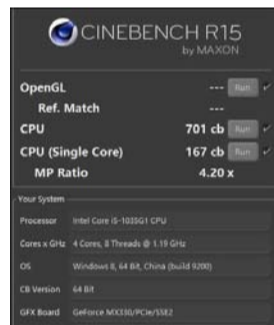 CINEBENCH R15
by MAXON
OpenGL --- Run
Ref. Match ---
CPU 701 cb Run
CPU (Single Core) 167 cb Run
MP Ratio 4.20 x
Your System
Processor Intel Core i5-1035G1 CPU
Cores x GHz 4 Cores, 8 Threads @ 1.19 GHz
OS Windows 8, 64 Bit, China (build 9200)
CB Version 64 Bit
GFX Board GeForce MX330/PCIe/SSE2